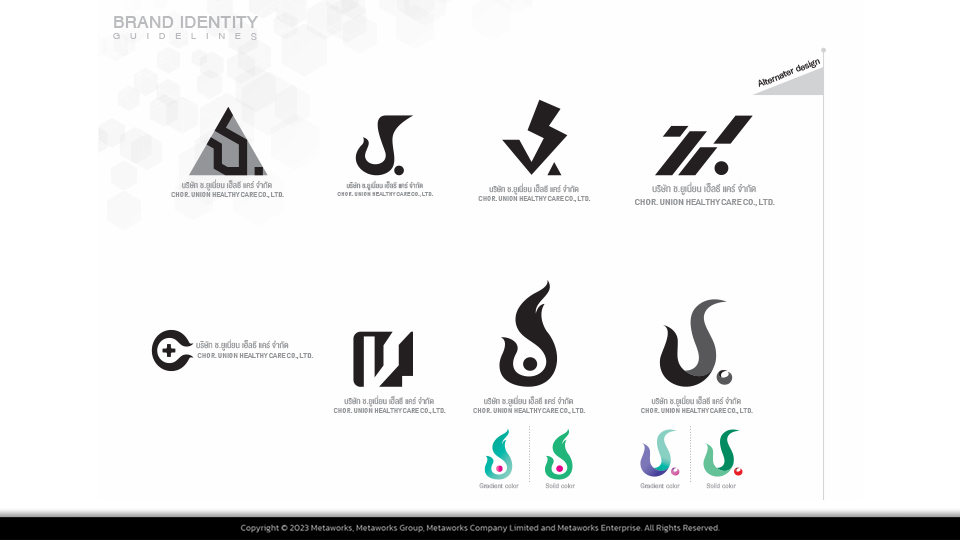 BRAND IDENTITY
GUIDELINES
Alternater design
บริษัท ช.ยูเนี่ยน เฮ็ลธี แคร์ จำกัด
CHOR. UNION HEALTHY CARE CO., LTD.
บริษัท ช.ยูเนี่ยน เฮ็ลธี แคร์ จำกัด
CHOR. UNION HEALTHY CARE CO., LTD.
บริษัท ช.ยูเนี่ยน เฮ็ลธี แคร์ จำกัด
CHOR. UNION HEALTHY CARE CO., LTD.
บริษัท ช.ยูเนี่ยน เฮ็ลธี แคร์ จำกัด
CHOR. UNION HEALTHY CARE CO., LTD.
บริษัท ช.ยูเนี่ยน เฮ็ลธี แคร์ จำกัด
CHOR. UNION HEALTHY CARE CO., LTD.
บริษัท ช.ยูเนี่ยน เฮ็ลธี แคร์ จำกัด
CHOR. UNION HEALTHY CARE CO., LTD.
บริษัท ช.ยูเนี่ยน เฮ็ลธี แคร์ จำกัด
CHOR. UNION HEALTHY CARE CO., LTD.
บริษัท ช.ยูเนี่ยน เฮ็ลธี แคร์ จำกัด
CHOR. UNION HEALTHY CARE CO., LTD.
Gradient color
Solid color
Gradient color
Solid color
Copyright © 2023 Metaworks, Metaworks Group, Metaworks Company Limited and Metaworks Enterprise. All Rights Reserved.